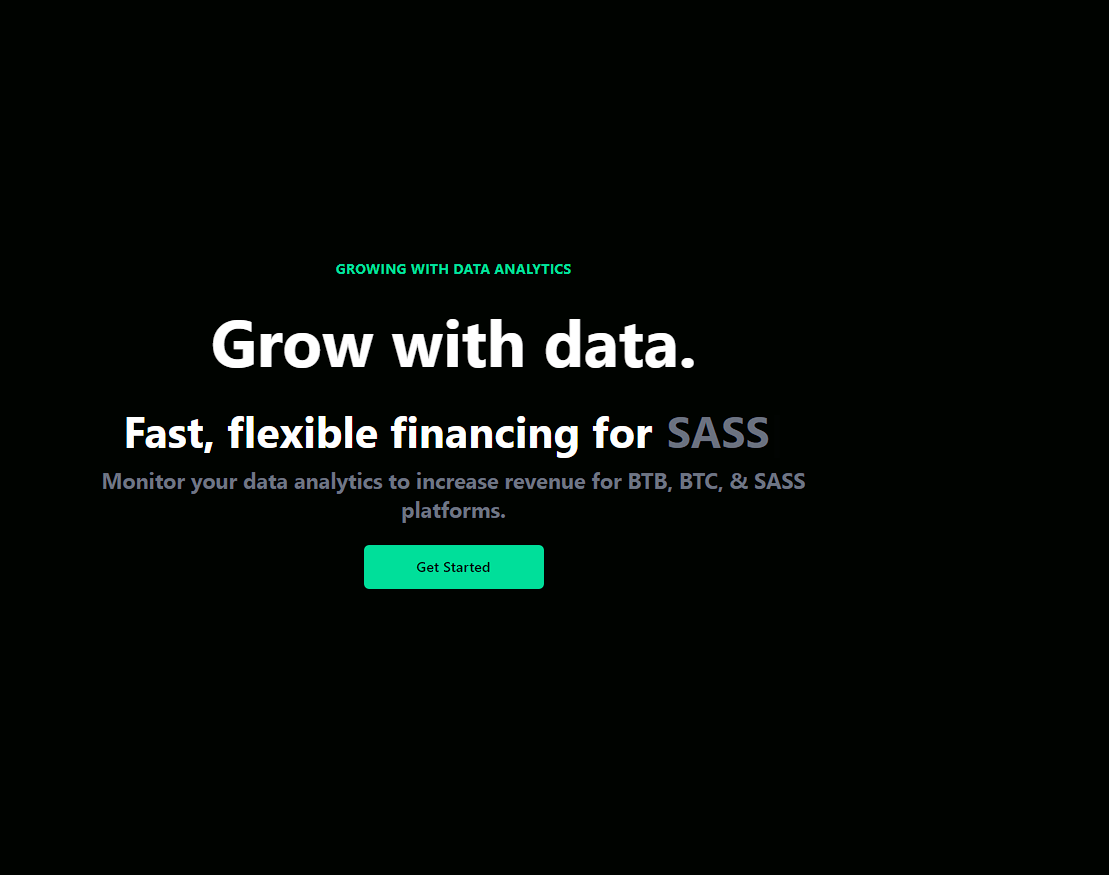 GROWING WITH DATA ANALYTICS
Grow with data.
Fast, flexible financing for SASS
Monitor your data analytics to increase revenue for BTB, BTC, & SASS
platforms.
Get Started